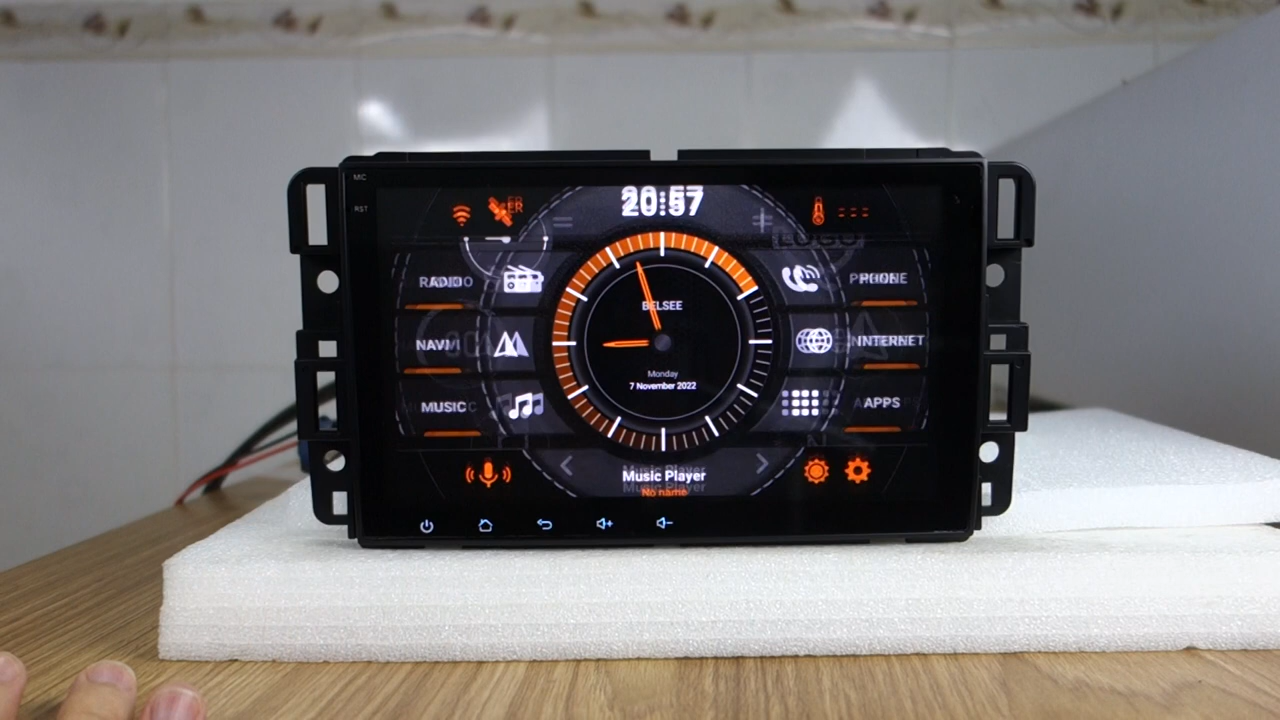 MIC
RST
20:57
LOGO
RADIO
PHONE
BELSEE
NAVI
INTERNET
Monday
7 November 2022
MUSIC
APPS
Music Player
No name